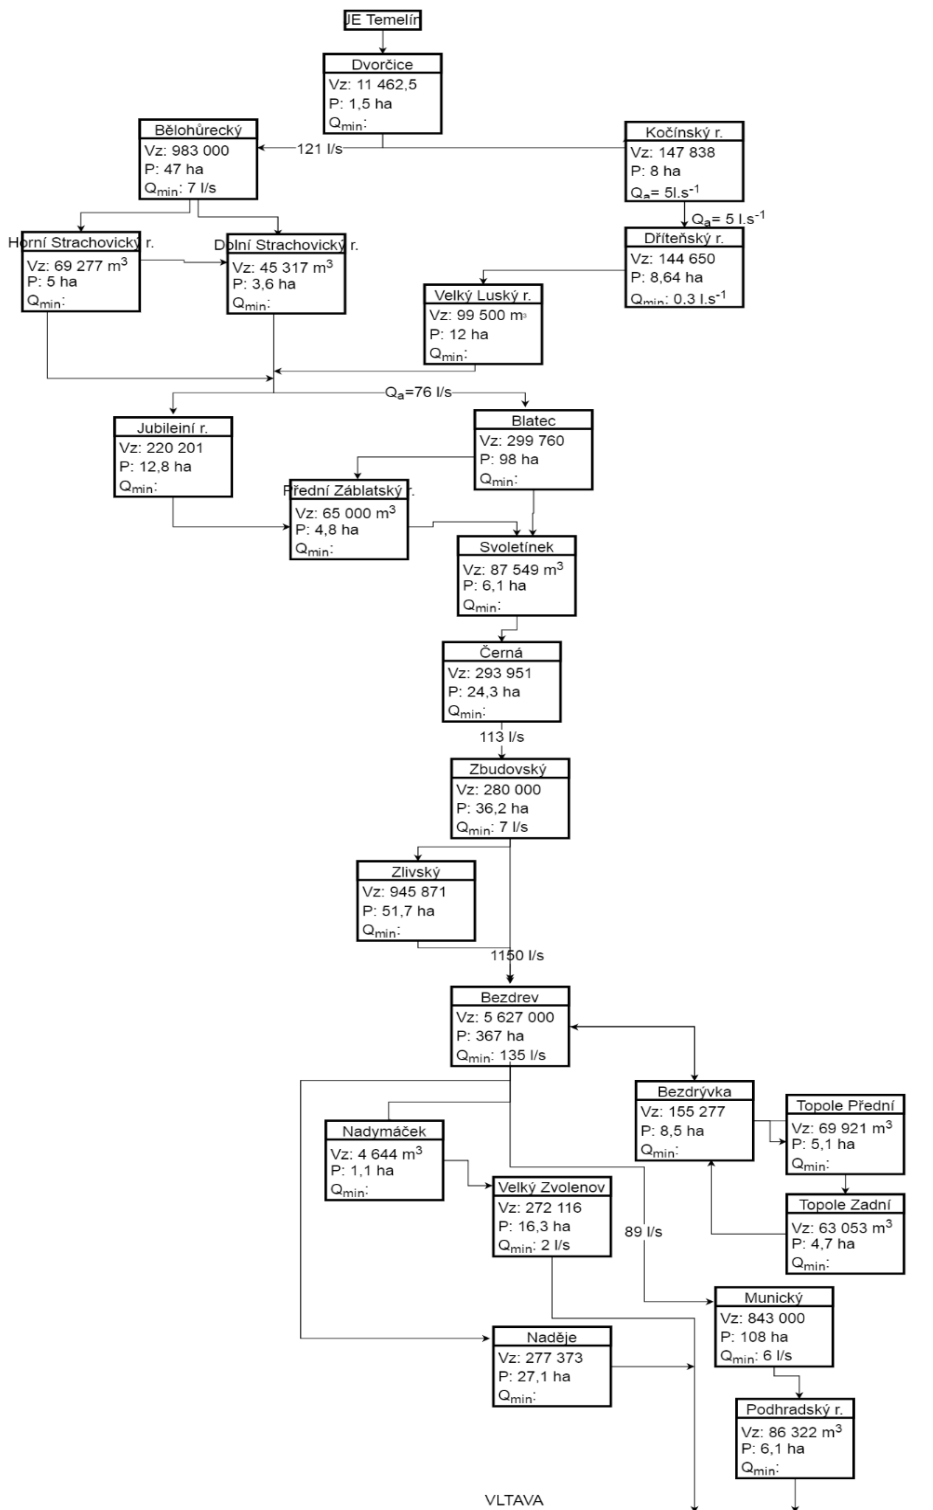 JE Temelín
Dvorčice
Vz: 11 462,5
P: 1,5 ha
Qmin:
Bělohůrecký
Vz: 983 000
P: 47 ha
Qmin: 7 l/s
121 l/s
Kočínský r.
Vz: 147 838
P: 8 ha
Qa= 5l.s-1
Qa= 5 l.s-1
Horní Strachovický r.
Vz: 69 277 m3
P: 5 ha
Qmin:
Dolní Strachovický r.
Vz: 45 317 m3
P: 3,6 ha
Qmin:
Dříteňský r.
Vz: 144 650
P: 8,64 ha
Qmin: 0.3 l.s-1
Velký Luský r.
Vz: 99 500 m3
P: 12 ha
Qmin:
Qa=76 l/s
Jubilejní r.
Vz: 220 201
P: 12,8 ha
Qmin:
Blatec
Vz: 299 760
P: 98 ha
Qmin:
Přední Záblatský r.
Vz: 65 000 m3
P: 4,8 ha
Qmin:
Svoletínek
Vz: 87 549 m3
P: 6,1 ha
Qmin:
Černá
Vz: 293 951
P: 24,3 ha
Qmin:
113 l/s
Zbudovský
Vz: 280 000
P: 36,2 ha
Qmin: 7 l/s
Zlivský
Vz: 945 871
P: 51,7 ha
Qmin:
1150 l/s
Bezdrev
Vz: 5 627 000
P: 367 ha
Qmin: 135 l/s
Bezdrývka
Vz: 155 277
P: 8,5 ha
Qmin:
Topole Přední
Vz: 69 921 m3
P: 5,1 ha
Qmin:
Nadymáček
Vz: 4 644 m3
P: 1,1 ha
Qmin:
Velký Zvolenov
Vz: 272 116
P: 16,3 ha
Qmin: 2 l/s
89 l/s
Topole Zadní
Vz: 63 053 m3
P: 4,7 ha
Qmin:
Munický
Vz: 843 000
P: 108 ha
Qmin: 6 l/s
Naděje
Vz: 277 373
P: 27,1 ha
Qmin:
Podhradský r.
Vz: 86 322 m3
P: 6,1 ha
Qmin:
VLTAVA